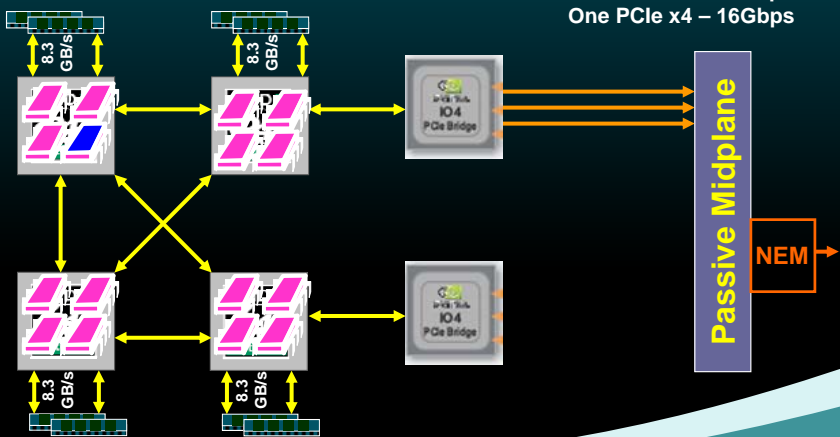 One PCIe x4 – 16Gbps
8.3
GB/s
8.3
GB/s
IO4
PCIe Bridge
Passive Midplane
NEM
IO4
PCIe Bridge
8.3
GB/s
8.3
GB/s